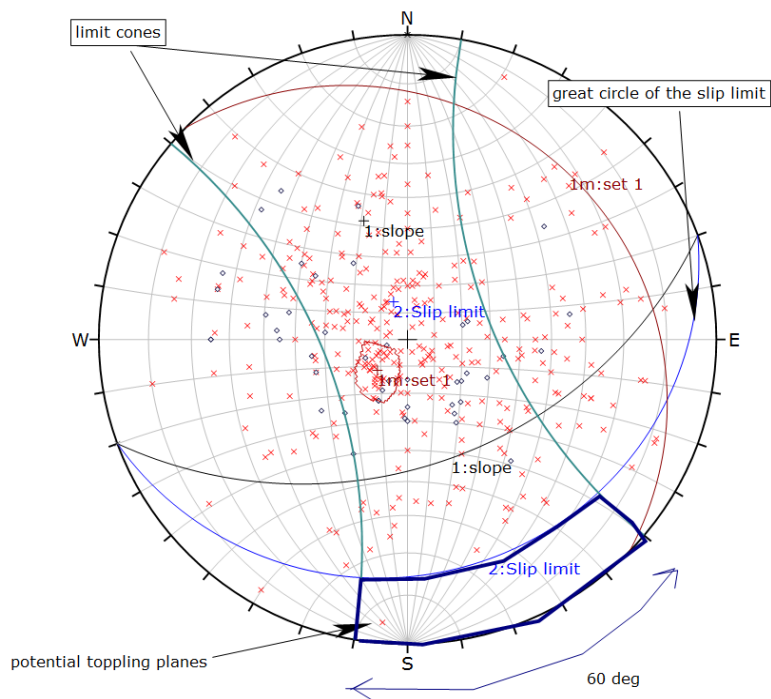 N
limit cones
great circle of the slip limit
1m:set 1
1:slope
2:Slip limit
W
E
1m:set 1
1:slope
2:Slip limit
potential toppling planes
S
60 deg